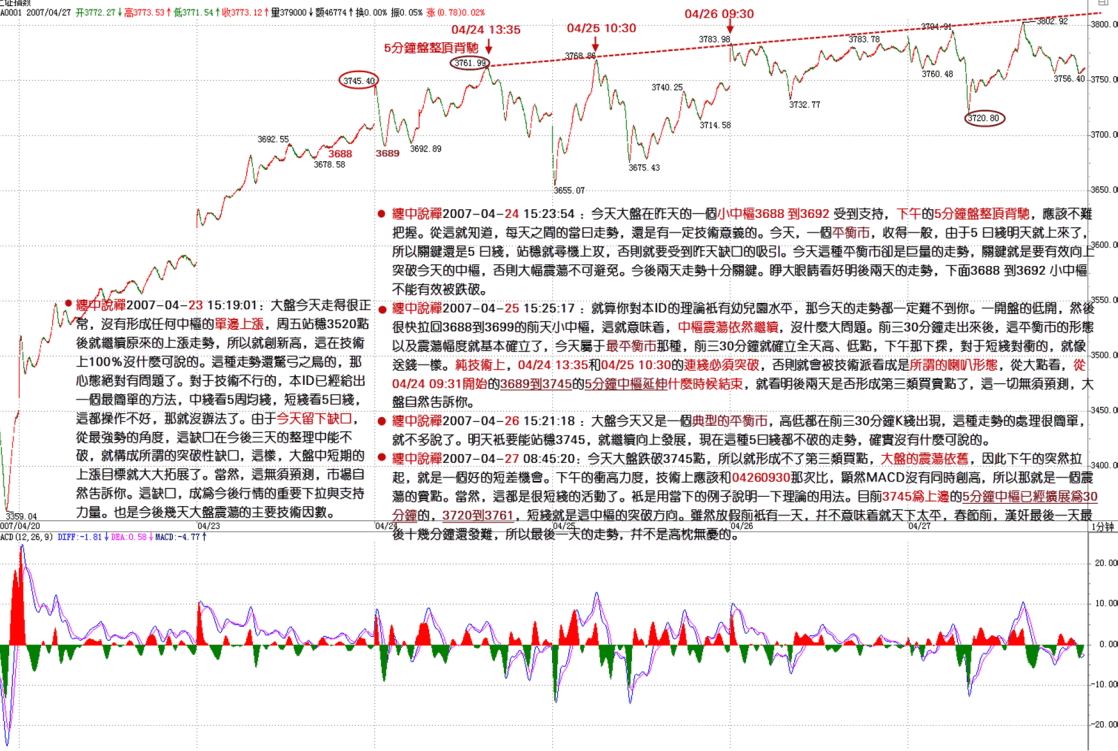 上证指数
A0001 2007/04/27 开3772.27↓高3773.53↑低3771.54↑收3773.12↑量379000↓额46774↑换0.00% 振0.05% 涨(0.78)0.02%
04/24 13:35
04/25 10:30
04/26 09:30
5分鐘盤整頂背馳
3745.40
3761.99
3768.86
3783.98
3783.78
3794.91
3802.92
3692.55
3678.58
3688
3689
3692.89
3655.07
3675.43
3740.25
3714.58
3732.77
3760.48
3720.80
3756.40
3359.04
3800.0
3750.0
3700.0
3650.0
3600.0
3550.0
3500.0
3450.0
3400.0
3350.0
● 纏中說禪2007-04-23 15:19:01：大盤今天走得很正
常，沒有形成任何中樞的單邊上漲，周五站穩3520點
後就繼續原來的上漲走勢，所以就創新高，這在技術
上100%沒什麼可說的。這種走勢還驚弓之鳥的，那
心態絕對有問題了。對于技術不行的，本ID已經給出
一個最簡單的方法，中綫看5周均綫，短綫看5日綫，
這都操作不好，那就沒辦法了。由于今天留下缺口，
從最強勢的角度，這缺口在今後三天的整理中能不
破，就構成所謂的突破性缺口，這樣，大盤中短期的
上漲目標就大大拓展了。當然，這無須預測，市場自
然告訴你。這缺口，成為今後行情的重要下拉與支持
力量。也是今後幾天大盤震蕩的主要技術因數。
● 纏中說禪2007-04-24 15:23:54 ：今天大盤在昨天的一個小中樞3688 到3692 受到支持，下午的5分鐘盤整頂背馳，應該不難
把握。從這就知道，每天之間的當日走勢，還是有一定技術意義的。今天，一個平衡市，收得一般，由于5 日綫明天就上來了，
所以關鍵還是5 日綫，站穩就尋機上攻，否則就要受到昨天缺口的吸引。今天這種平衡市卻是巨量的走勢，關鍵就是要有效向上
突破今天的中樞，否則大幅震蕩不可避免。今後兩天走勢十分關鍵。睜大眼睛看好明後兩天的走勢，下面3688 到3692 小中樞
不能有效被跌破。
● 纏中說禪2007-04-25 15:25:17 ：就算你對本ID的理論衹有幼兒園水平，那今天的走勢都一定難不到你。一開盤的低開，然後
很快拉回3688到3699的前天小中樞，這就意味着，中樞震蕩依然繼續，沒什麼大問題。前三30分鐘走出來後，這平衡市的形態
以及震蕩幅度就基本確立了，今天屬于最平衡市那種，前三30分鐘就確立全天高、低點，下午那下探，對于短綫對衝的，就像
送錢一樣。純技術上，04/24 13:35和04/25 10:30的連綫必須突破，否則就會被技術派看成是所謂的喇叭形態，從大點看，從
04/24 09:31開始的3689到3745的5分鐘中樞延伸什麼時候結束，就看明後兩天是否形成第三類買賣點了，這一切無須預測，大
盤自然告訴你。
● 纏中說禪2007-04-26 15:21:18 ：大盤今天又是一個典型的平衡市，高低都在前三30分鐘K綫出現，這種走勢的處理很簡單，
就不多說了。明天衹要能站穩3745，就繼續向上發展，現在這種5日綫都不破的走勢，確實沒有什麼可說的。
● 纏中說禪2007-04-27 08:45:20：今天大盤跌破3745點，所以就形成不了第三類買點，大盤的震蕩依舊，因此下午的突然拉
起，就是一個好的短差機會。下午的衝高力度，技術上應該和04260930那次比，顯然MACD沒有同時創高，所以那就是一個震
蕩的賣點。當然，這都是很短綫的活動了。衹是用當下的例子說明一下理論的用法。目前3745為上邊的5分鐘中樞已經擴展為30
分鐘的，3720到3761，短綫就是這中樞的突破方向。雖然放假前衹有一天，幷不意味着就天下太平，春節前，漢奸最後一天最
後十幾分鐘還發難，所以最後一天的走勢，幷不是高枕無憂的。
007/04/20
04/23
04/24
04/25
04/26
04/27
1分钟
ACD(12,26,9) DIFF:-1.81↓ DEA:0.58↓ MACD:-4.77↑
20.00
10.00
0.00
-10.00
-20.00